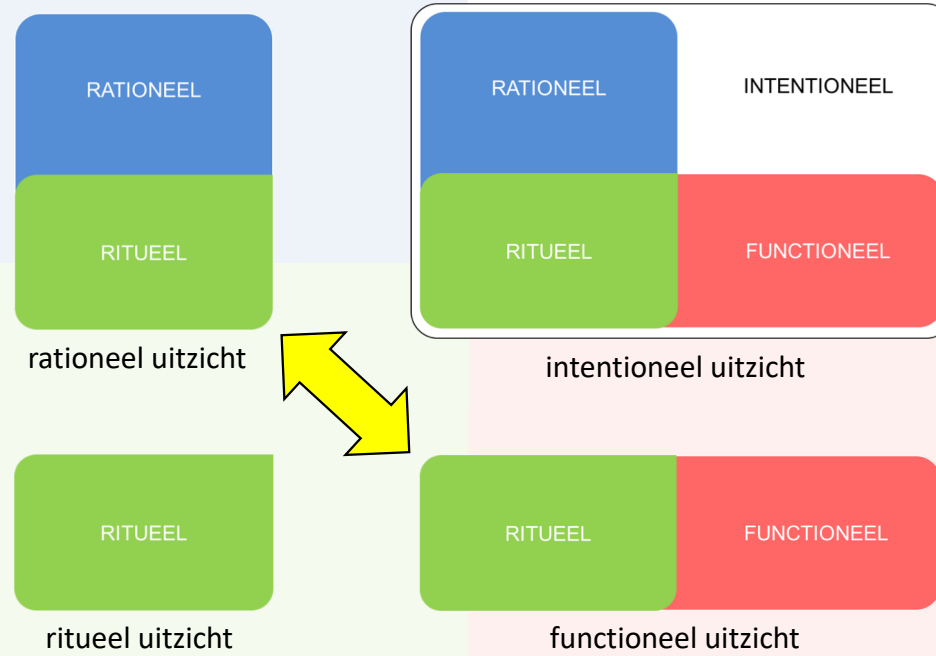 RATIONEEL
RITUEEL
rationeel uitzicht
RATIONEEL INTENTIONEEL
RITUEEL FUNCTIONEEL
intentioneel uitzicht
RITUEEL
ritueel uitzicht
RITUEEL FUNCTIONEEL
functioneel uitzicht